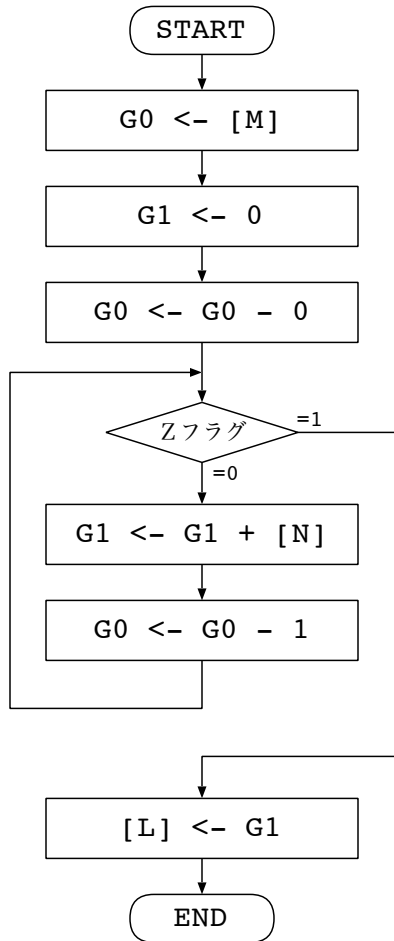 START
G0 <- [M]
G1 <- 0
G0 <- G0 - 0
Zフラグ
=1
=0
G1 <- G1 + [N]
G0 <- G0 - 1
[L] <- G1
END